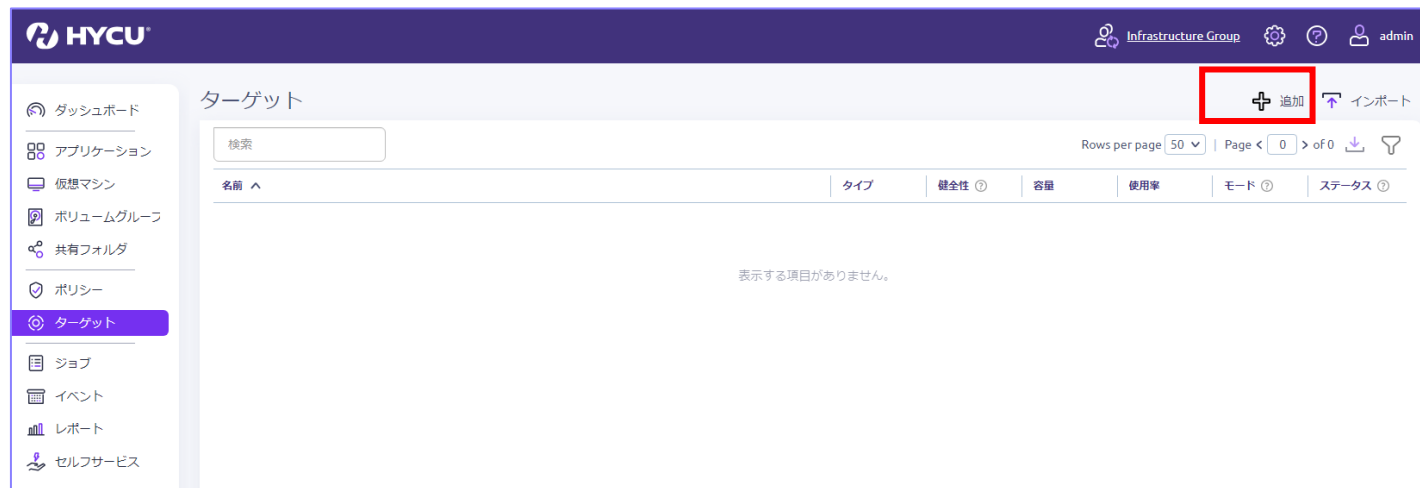 HYCU®
Infrastructure Group
admin
ダッシュボード
アプリケーション
仮想マシン
ボリュームグループ
共有フォルダ
ポリシー
ターゲット
ジョブ
イベント
レポート
セルフサービス
ターゲット
追加 インポート
検索
Rows per page 50 | Page < 0 > of 0
名前 タイプ 健全性 ? 容量 使用率 モード ? ステータス ?
表示する項目がありません。